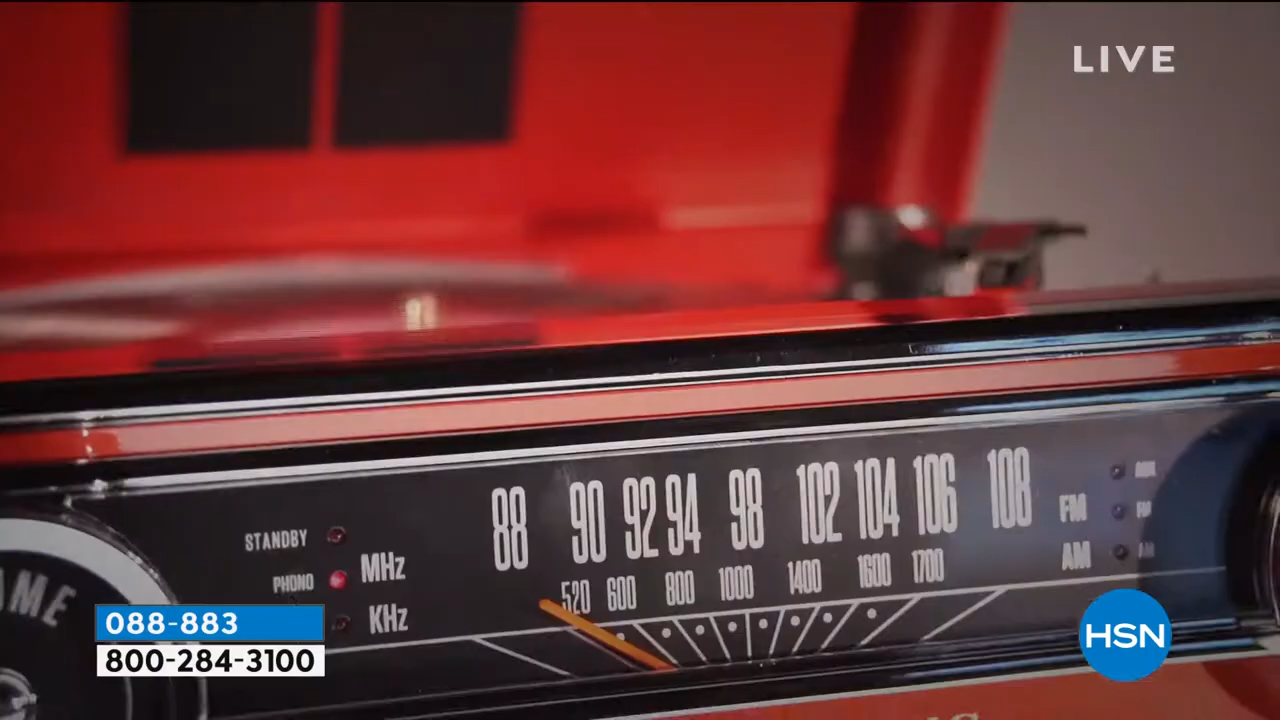 LIVE
88 90 92 94 98 102 104 106 108
FM
AM
STANDBY
PHONO
MHz
KHz
520 600 800 1000 1400 1600 1700
AME
088-883
800-284-3100
HSN